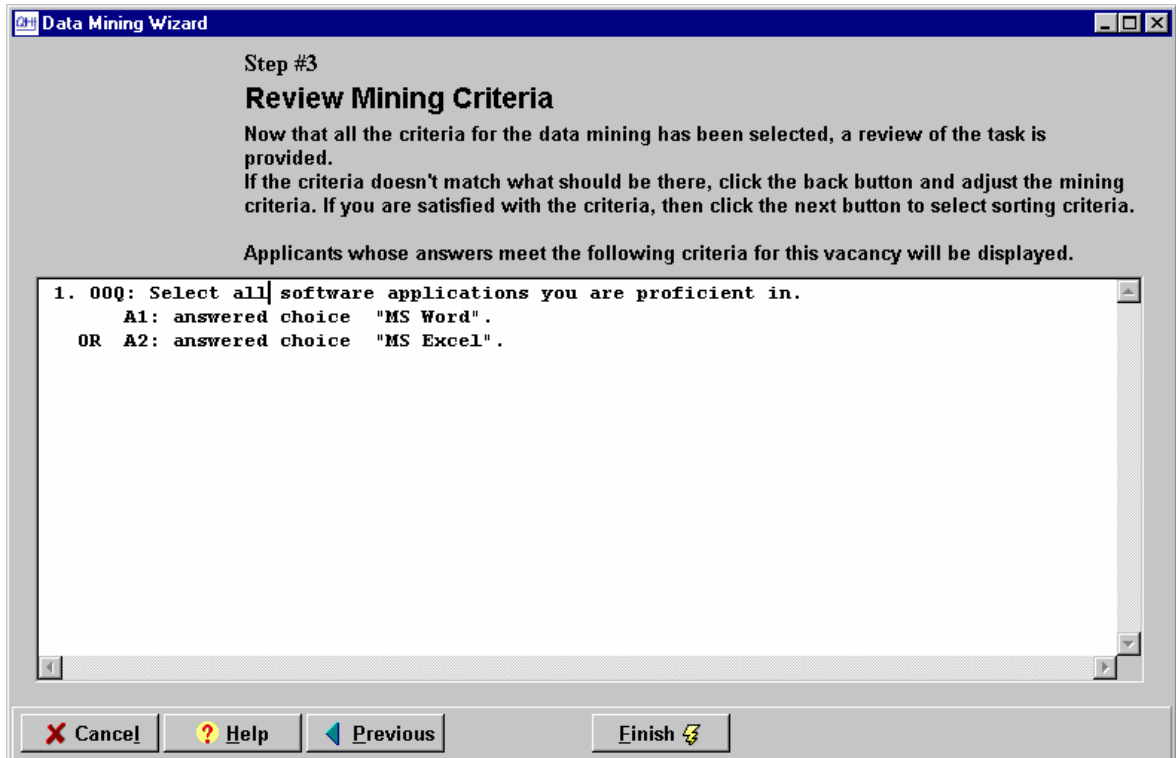 QHi Data Mining Wizard
Step #3
Review Mining Criteria
Now that all the criteria for the data mining has been selected, a review of the task is
provided.
If the criteria doesn't match what should be there, click the back button and adjust the mining
criteria. If you are satisfied with the criteria, then click the next button to select sorting criteria.
Applicants whose answers meet the following criteria for this vacancy will be displayed.
1. 00Q: Select all software applications you are proficient in.
A1: answered choice "MS Word".
OR A2: answered choice "MS Excel".
Cancel ? Help Previous Finish